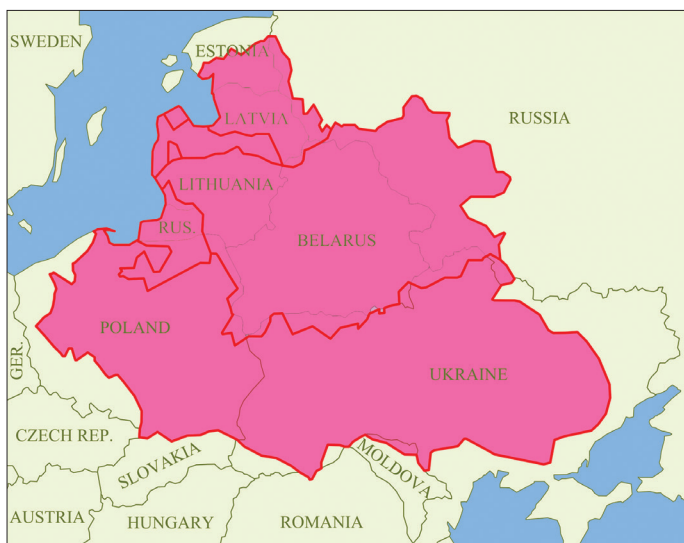 SWEDEN
ESTONIA
RUSSIA
LATVIA
LITHUANIA
RUS.
BELARUS
POLAND
GER.
UKRAINE
CZECH REP.
SLOVAKIA
MOLDOVA
AUSTRIA
HUNGARY
ROMANIA